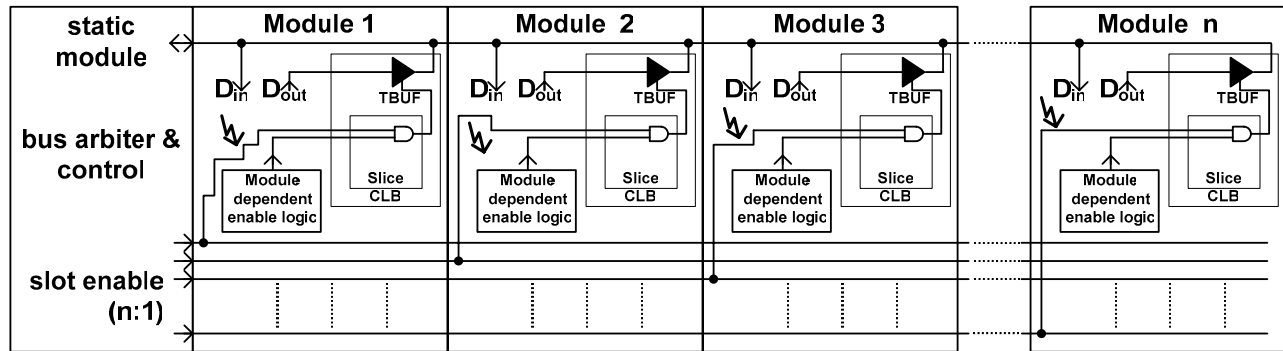 static
module
bus arbiter &
control
slot enable
(n:1)
Module 1
Din
Dout
TBUF
Slice
CLB
Module
dependent
enable logic
Module 2
Din
Dout
TBUF
Slice
CLB
Module
dependent
enable logic
Module 3
Din
Dout
TBUF
Slice
CLB
Module
dependent
enable logic
Module n
Din
Dout
TBUF
Slice
CLB
Module
dependent
enable logic